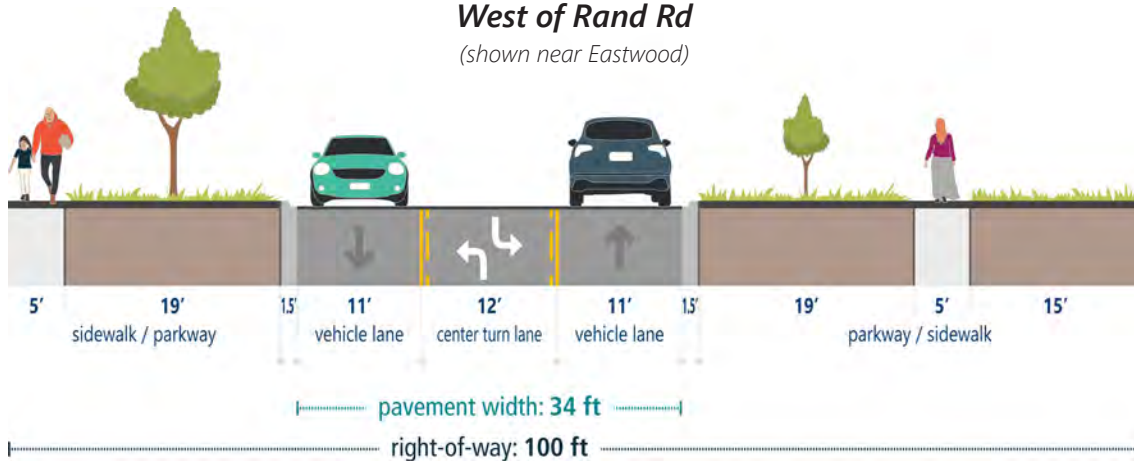 West of Rand Rd
(shown near Eastwood)
5′ 19′ 1.5′ 11′ 12′ 11′ 1.5′ 19′ 5′ 15′
sidewalk / parkway vehicle lane center turn lane vehicle lane parkway / sidewalk
pavement width: 34 ft
right-of-way: 100 ft